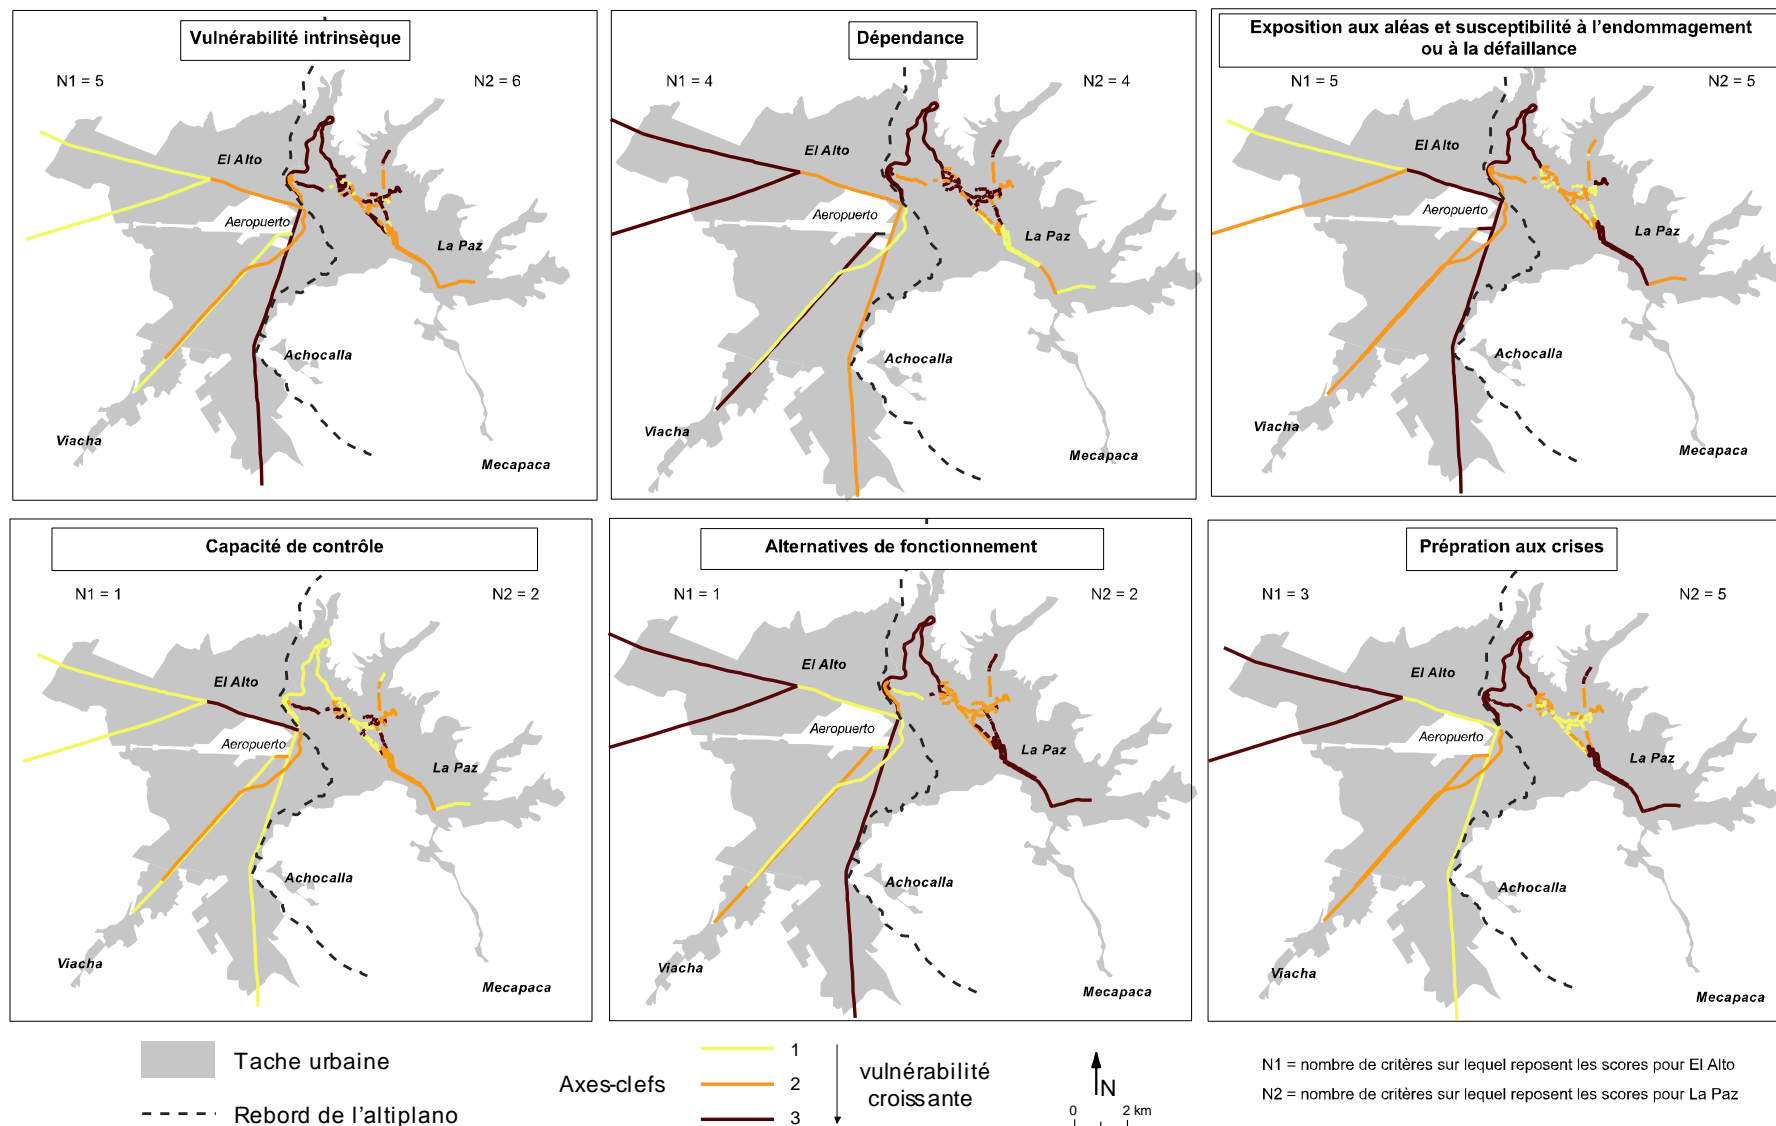 Vulnérabilité intrinsèque
N1 = 5
N2 = 6
El Alto
Aeropuerto
La Paz
Achocalla
Viacha
Mecapaca
Dépendance
N1 = 4
N2 = 4
El Alto
Aeropuerto
La Paz
Achocalla
Viacha
Mecapaca
Exposition aux aléas et susceptibilité à l'endommagement
ou à la défaillance
N1 = 5
N2 = 5
El Alto
Aeropuerto
La Paz
Achocalla
Viacha
Mecapaca
Capacité de contrôle
N1 = 1
N2 = 2
El Alto
Aeropuerto
La Paz
Achocalla
Viacha
Mecapaca
Alternatives de fonctionnement
N1 = 1
N2 = 2
El Alto
Aeropuerto
La Paz
Achocalla
Viacha
Mecapaca
Prépration aux crises
N1 = 3
N2 = 5
El Alto
Aeropuerto
La Paz
Achocalla
Viacha
Mecapaca
Tache urbaine
Rebord de l'altiplano
Axes-clefs
1
2
3
vulnérabilité
croissante
N
0 2 km
N1 = nombre de critères sur lequel reposent les scores pour El Alto
N2 = nombre de critères sur lequel reposent les scores pour La Paz